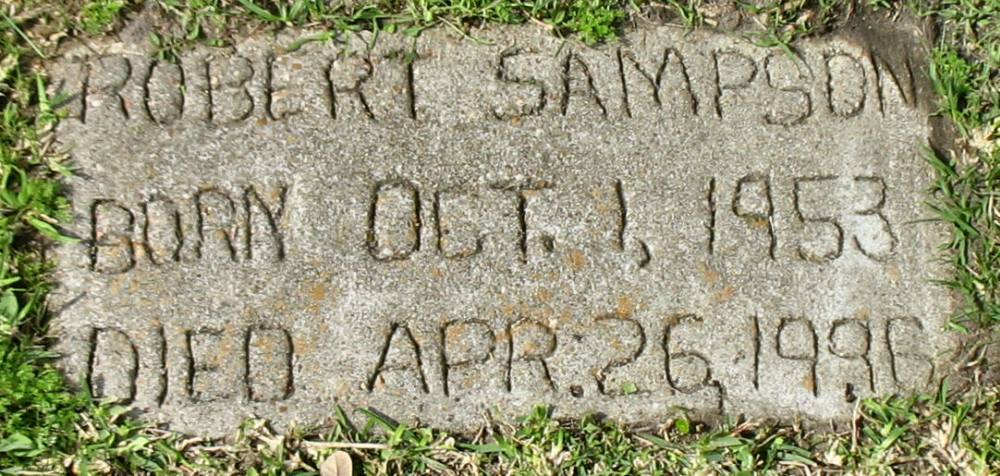 ROBERT SAMPSON
BORN OCT. 1, 1953
DIED APR. 26, 1996